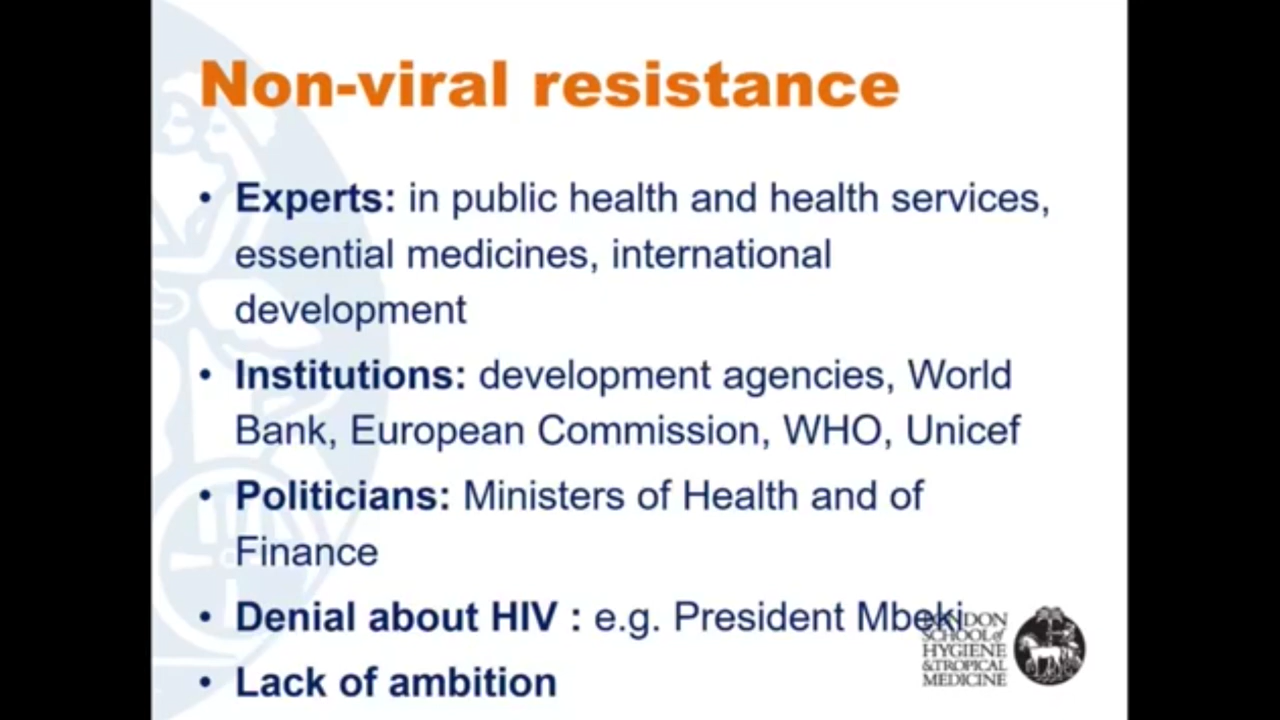 Non-viral resistance
• Experts: in public health and health services,
essential medicines, international
development
• Institutions: development agencies, World
Bank, European Commission, WHO, Unicef
• Politicians: Ministers of Health and of
Finance
• Denial about HIV : e.g. President Mbeki
• Lack of ambition
LONDON
SCHOOL of
HYGIENE
& TROPICAL
MEDICINE